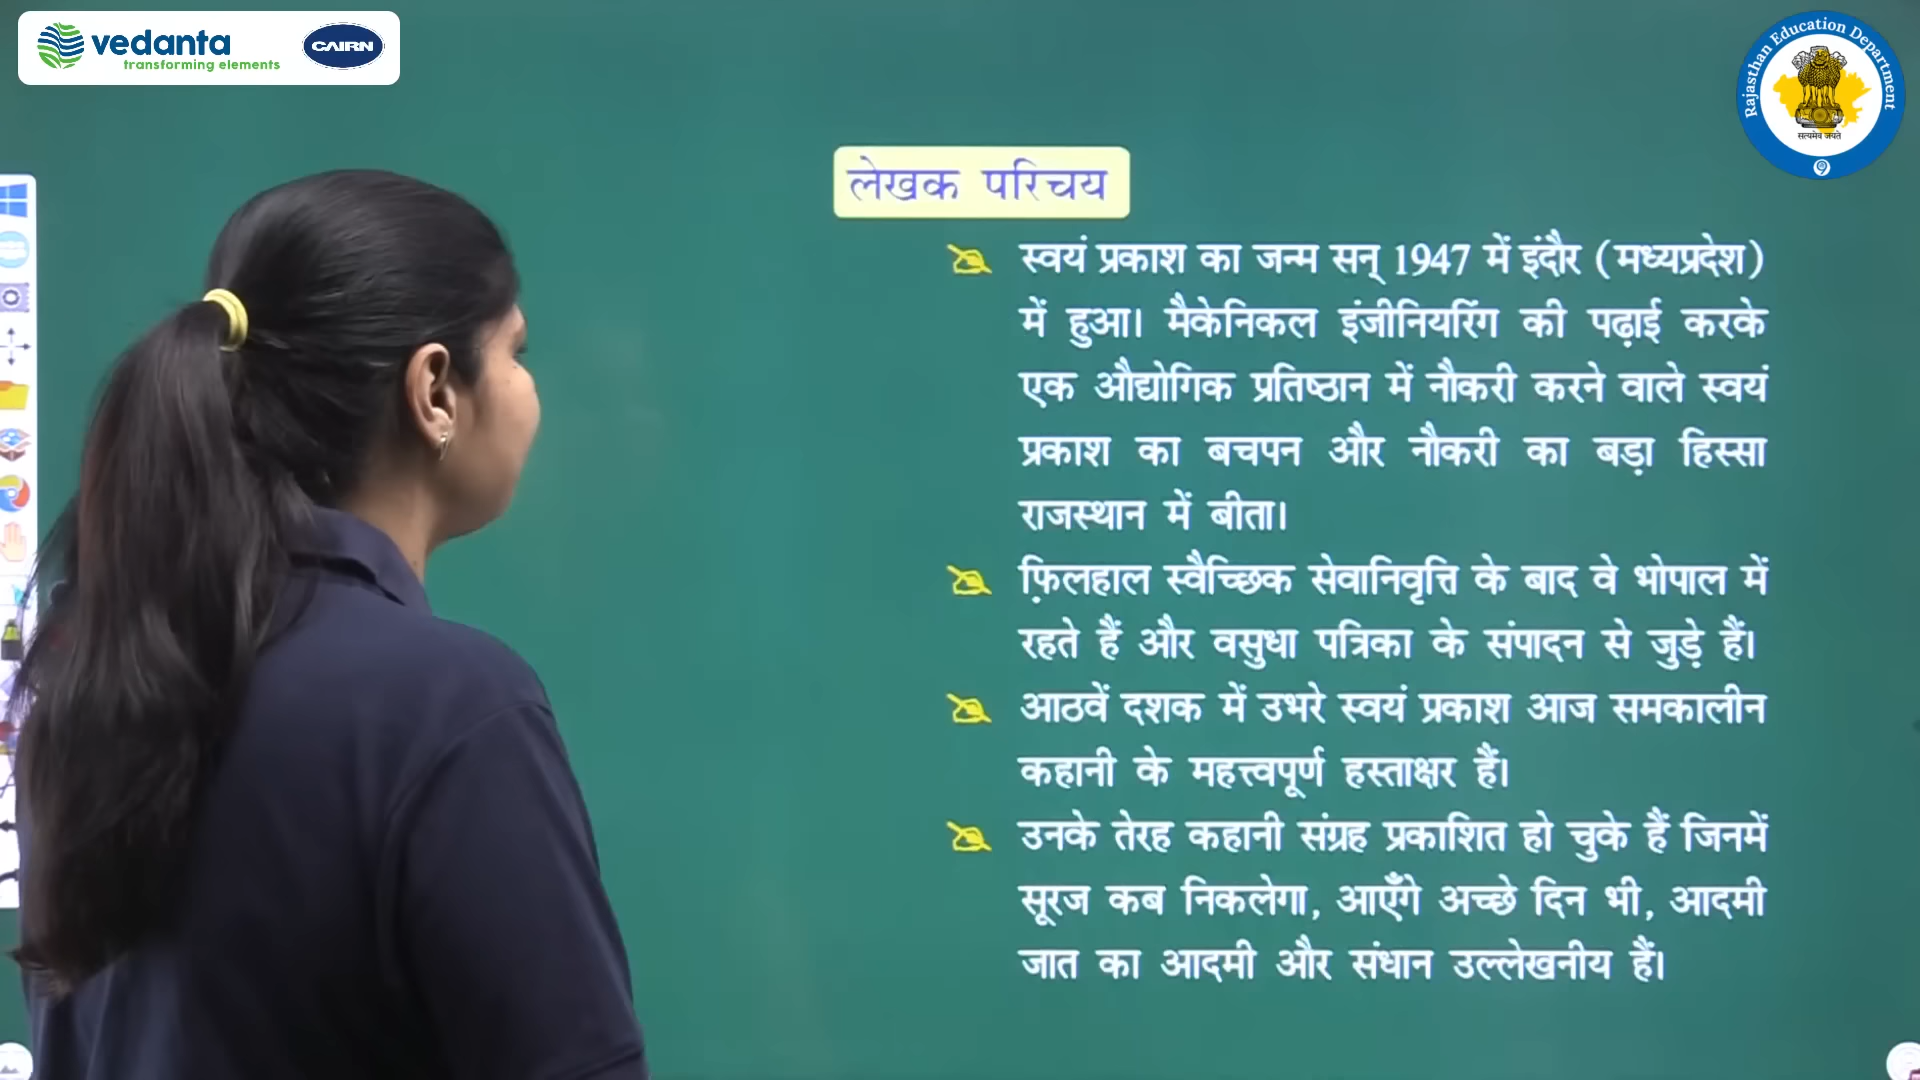 vedanta
transforming elements
CAIRN
Rajasthan Education Department
सत्यमेव जयते
लेखक परिचय
स्वयं प्रकाश का जन्म सन् 1947 में इंदौर (मध्यप्रदेश)
में हुआ। मैकेनिकल इंजीनियरिंग की पढ़ाई करके
एक औद्योगिक प्रतिष्ठान में नौकरी करने वाले स्वयं
प्रकाश का बचपन और नौकरी का बड़ा हिस्सा
राजस्थान में बीता।
फ़िलहाल स्वैच्छिक सेवानिवृत्ति के बाद वे भोपाल में
रहते हैं और वसुधा पत्रिका के संपादन से जुड़े हैं।
आठवें दशक में उभरे स्वयं प्रकाश आज समकालीन
कहानी के महत्त्वपूर्ण हस्ताक्षर हैं।
उनके तेरह कहानी संग्रह प्रकाशित हो चुके हैं जिनमें
सूरज कब निकलेगा, आएँगे अच्छे दिन भी, आदमी
जात का आदमी और संधान उल्लेखनीय हैं।